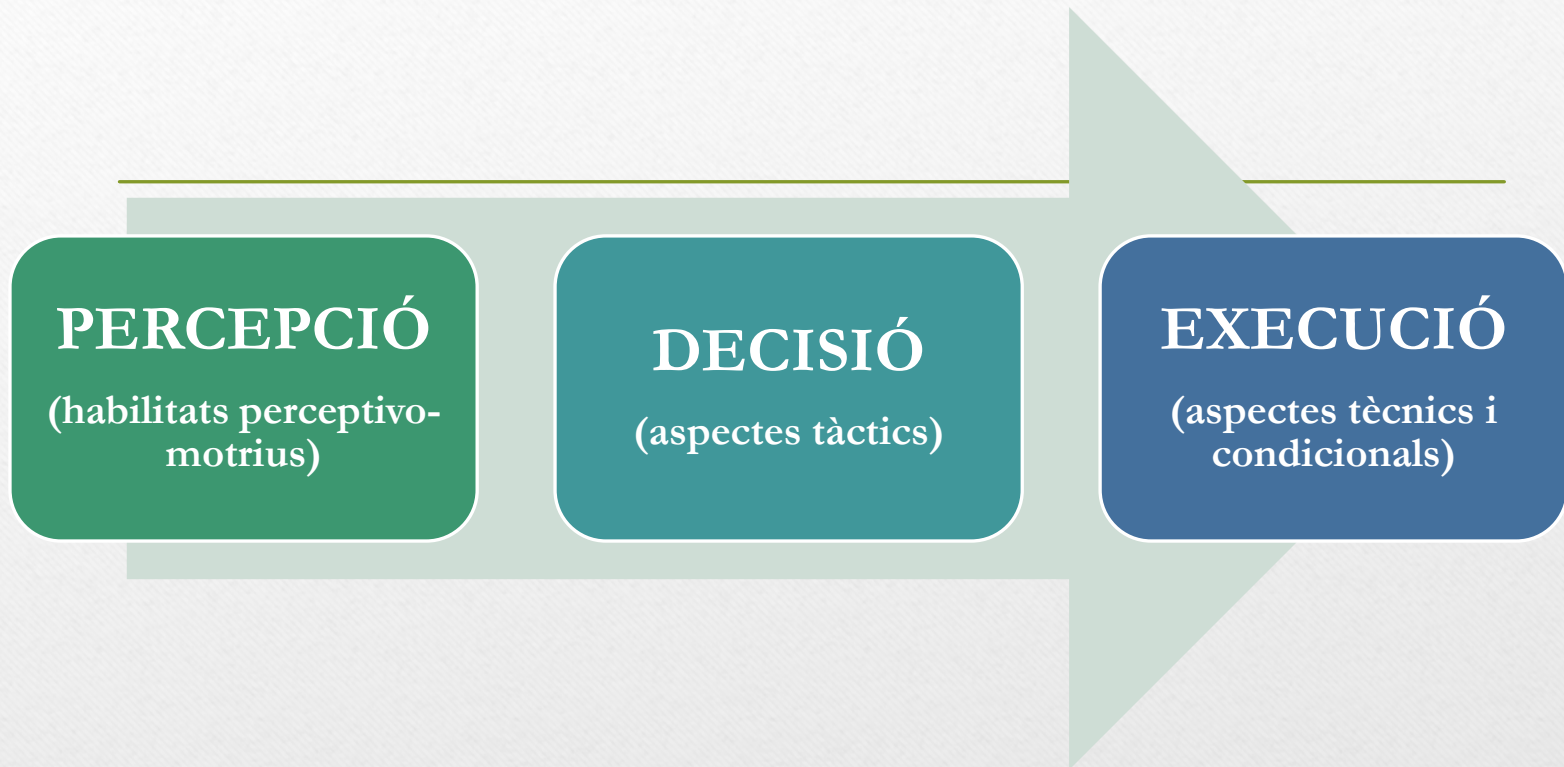 PERCEPCIÓ
(habilitats perceptivo-
motrius)
DECISIÓ
(aspectes tàctics)
EXECUCIÓ
(aspectes tècnics i
condicionals)